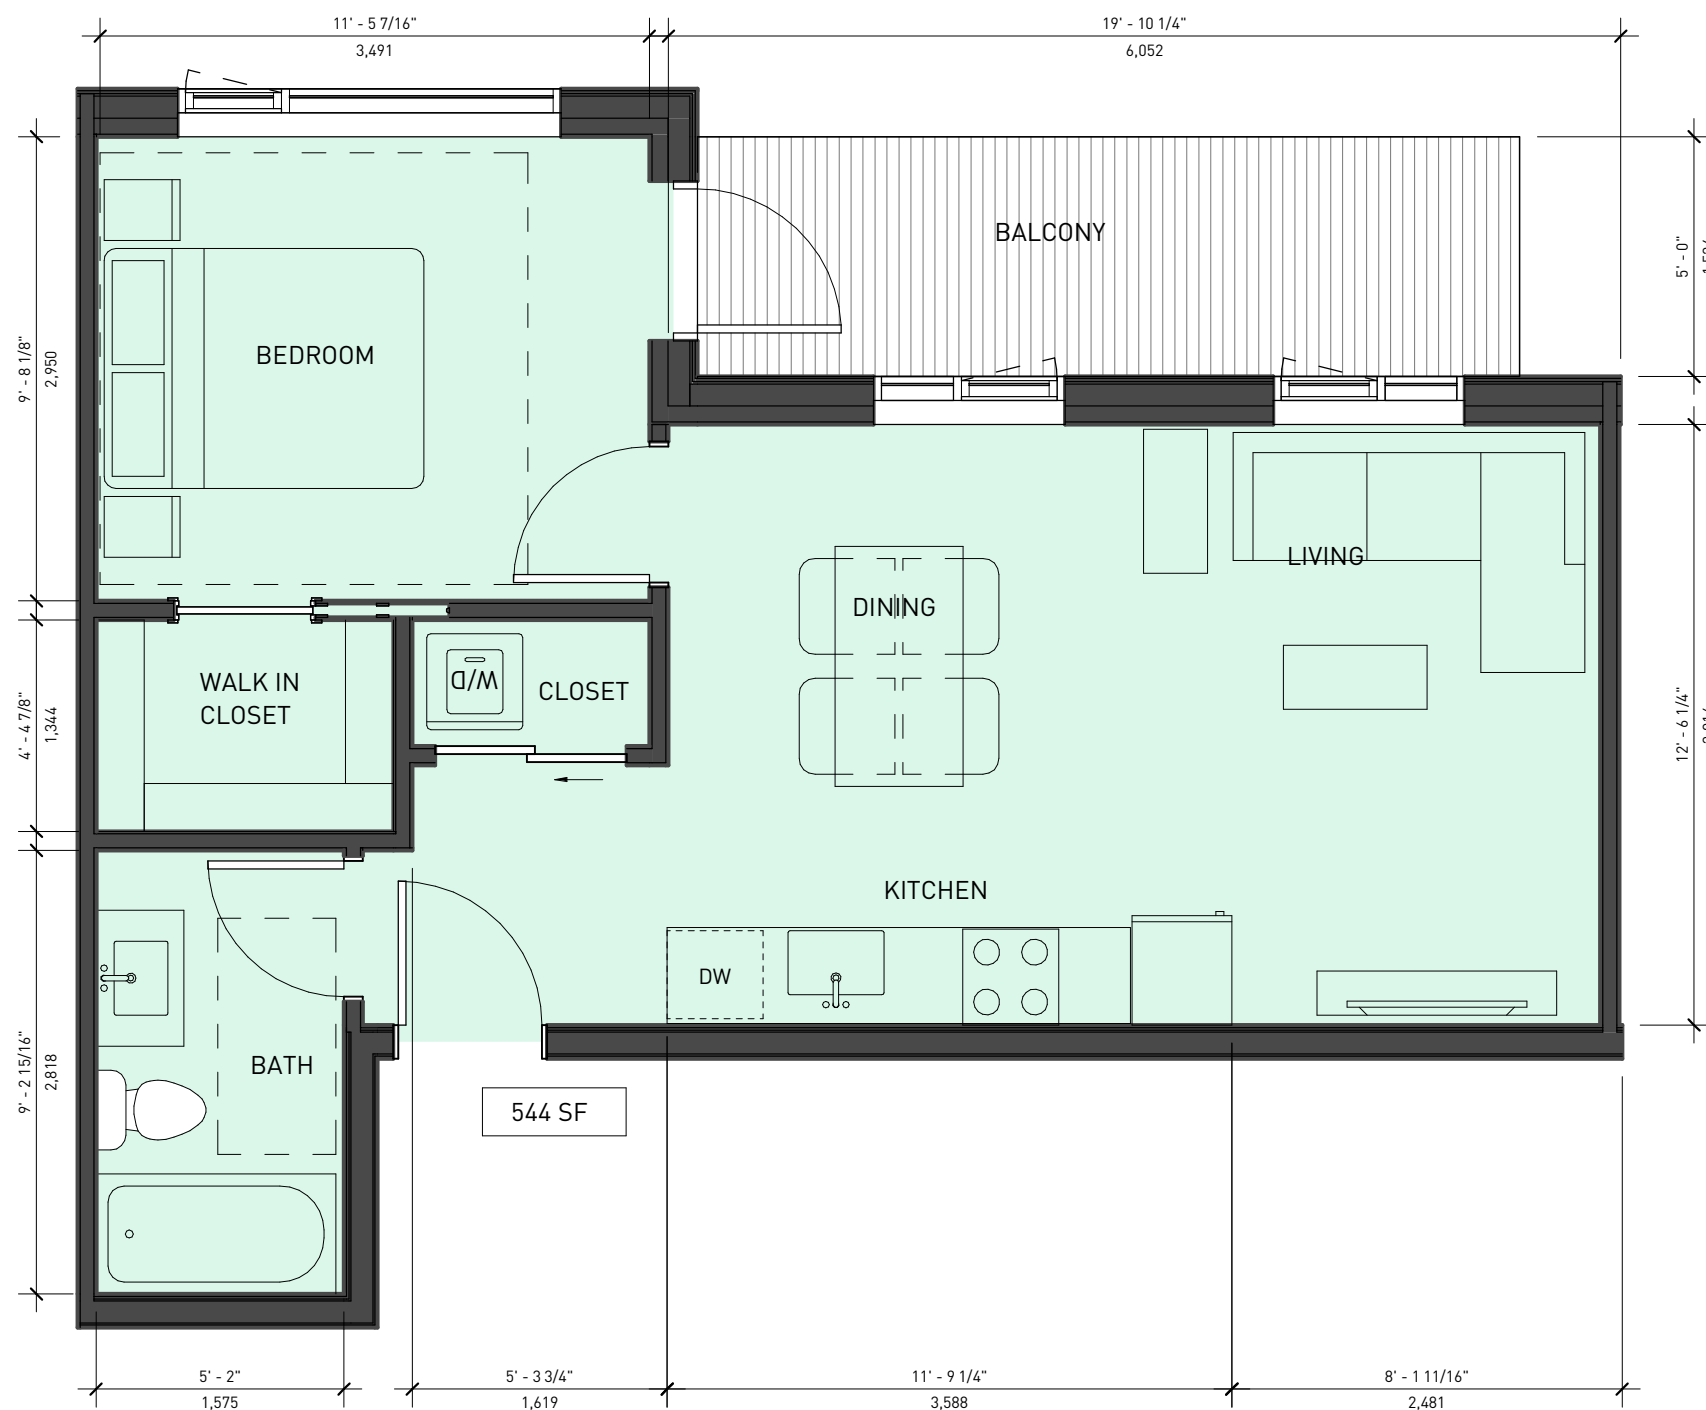 11' - 5 7/16"
3,491
19' - 10 1/4"
6,052
BALCONY
5' - 0"
BEDROOM
9' - 8 1/8"
2,950
LIVING
DINING
W/D
CLOSET
WALK IN
CLOSET
4' - 4 7/8"
1,344
12' - 6 1/4"
KITCHEN
DW
BATH
9' - 2 15/16"
2,818
544 SF
5' - 2"
1,575
5' - 3 3/4"
1,619
11' - 9 1/4"
3,588
8' - 1 11/16"
2,481